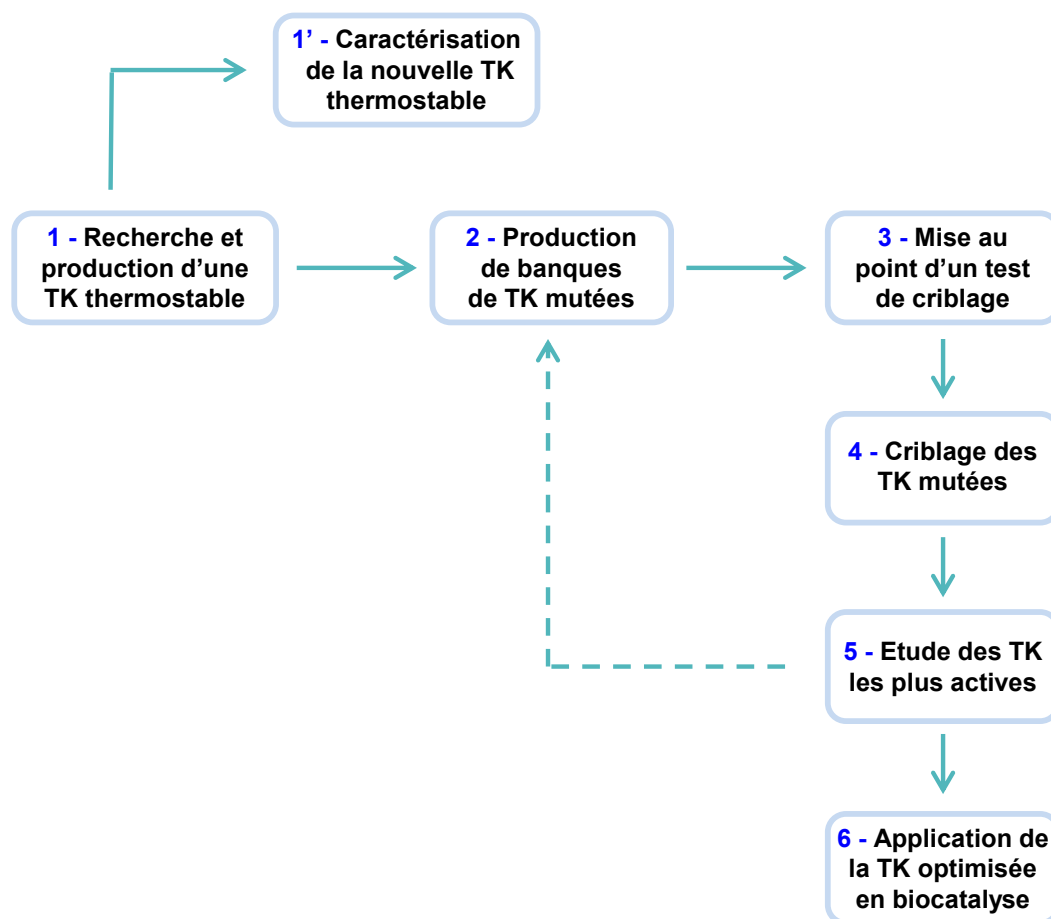 1’ - Caractérisation
de la nouvelle TK
thermostable
1 - Recherche et
production d’une
TK thermostable
2 - Production
de banques
de TK mutées
3 - Mise au
point d’un test
de criblage
4 - Criblage des
TK mutées
5 - Etude des TK
les plus actives
6 - Application de
la TK optimisée
en biocatalyse